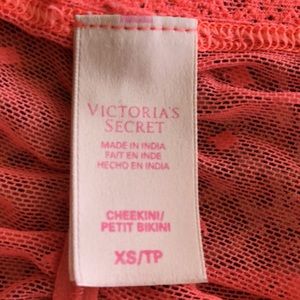 VICTORIA'S
SECRET
MADE IN INDIA
FAIT EN INDE
HECHO EN INDIA
CHEEKINI/
PETIT BIKINI
XS/TP